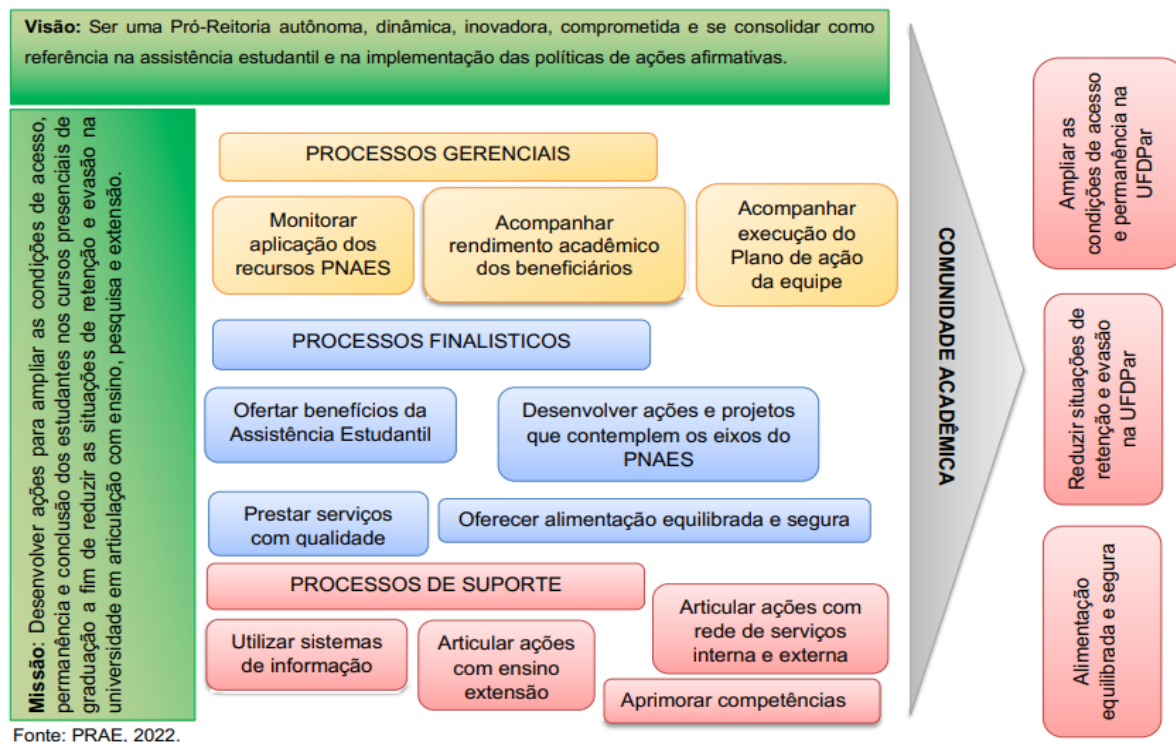 Visão: Ser uma Pró-Reitoria autônoma, dinâmica, inovadora, comprometida e se consolidar como
referência na assistência estudantil e na implementação das políticas de ações afirmativas.
Missão: Desenvolver ações para ampliar as condições de acesso,
permanência e conclusão dos estudantes nos cursos presenciais de
graduação a fim de reduzir as situações de retenção e evasão na
universidade em articulação com ensino, pesquisa e extensão.
PROCESSOS GERENCIAIS
Monitorar
aplicação dos
recursos PNAES
Acompanhar
rendimento acadêmico
dos beneficiários
Acompanhar
execução do
Plano de ação
da equipe
PROCESSOS FINALISTICOS
Ofertar benefícios da
Assistência Estudantil
Desenvolver ações e projetos
que contemplem os eixos do
PNAES
Prestar serviços
com qualidade
Oferecer alimentação equilibrada e segura
PROCESSOS DE SUPORTE
Utilizar sistemas
de informação
Articular ações
com ensino
extensão
Articular ações com
rede de serviços
interna e externa
Aprimorar competências
COMUNIDADE ACADÊMICA
Ampliar as
condições de acesso
e permanência na
UFDPar
Reduzir situações de
retenção e evasão
na UFDPar
Alimentação
equilibrada e segura
Fonte: PRAE, 2022.